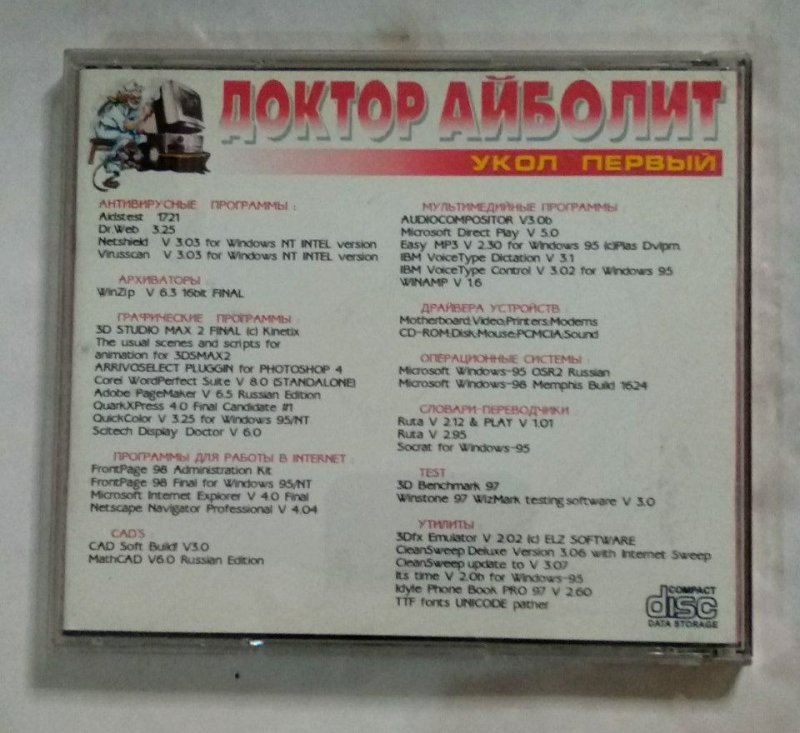 ДОКТОР АЙБОЛИТ
УКОЛ ПЕРВЫЙ
АНТИВИРУСНЫЕ ПРОГРАММЫ :
Aidstest 1721
Dr.Web 3.25
Netshield V 3.03 for Windows NT INTEL version
Virusscan V 3.03 for Windows NT INTEL version
АРХИВАТОРЫ :
WinZip V 6.3 16bit FINAL
ГРАФИЧЕСКИЕ ПРОГРАММЫ :
3D STUDIO MAX 2 FINAL (c) Kinetix
The usual scenes and scripts for
animation for 3DSMAX2
ARRIVOSELECT PLUGGIN for PHOTOSHOP 4
Corel WordPerfect Suite V 8.0 (STANDALONE)
Adobe PageMaker V 6.5 Russian Edition
QuarkXPress 4.0 Final Candidate #1
QuickColor V 3.25 for Windows 95/NT
Scitech Display Doctor V 6.0
ПРОГРАММЫ ДЛЯ РАБОТЫ В INTERNET :
FrontPage 98 Administration Kit
FrontPage 98 Final for Windows 95/NT
Microsoft Internet Explorer V 4.0 Final
Netscape Navigator Professional V 4.04
CAD'S
CAD Soft Build! V3.0
MathCAD V6.0 Russian Edition
МУЛЬТИМЕДИЙНЫЕ ПРОГРАММЫ
AUDIOCOMPOSITOR V3.0b
Microsoft Direct Play V 5.0
Easy MP3 V 2.30 for Windows 95 (c)Plas Dvlpm.
IBM VoiceType Dictation V 3.1
IBM VoiceType Control V 3.02 for Windows 95
WINAMP V 1.6
ДРАЙВЕРА УСТРОЙСТВ
Motherboard,Video,Printers,Modems
CD-ROM,Disk,Mouse,PCMCIA,Sound
ОПЕРАЦИОННЫЕ СИСТЕМЫ :
Microsoft Windows-95 OSR2 Russian
Microsoft Windows-98 Memphis Build 1624
СЛОВАРИ-ПЕРЕВОДЧИКИ
Ruta V 2.12 & PLAY V 1.01
Ruta V 2.95
Socrat for Windows-95
TEST
3D Benchmark 97
Winstone 97 WizMark testing software V 3.0
УТИЛИТЫ
3Dfx Emulator V 2.02 (c) ELZ SOFTWARE
CleanSweep Deluxe Version 3.06 with Internet Sweep
CleanSweep update to V 3.07
It's time V 2.0b for Windows-95
Idyle Phone Book PRO 97 V 2.60
TTF fonts UNICODE pather
COMPACT
disc
DATA STORAGE